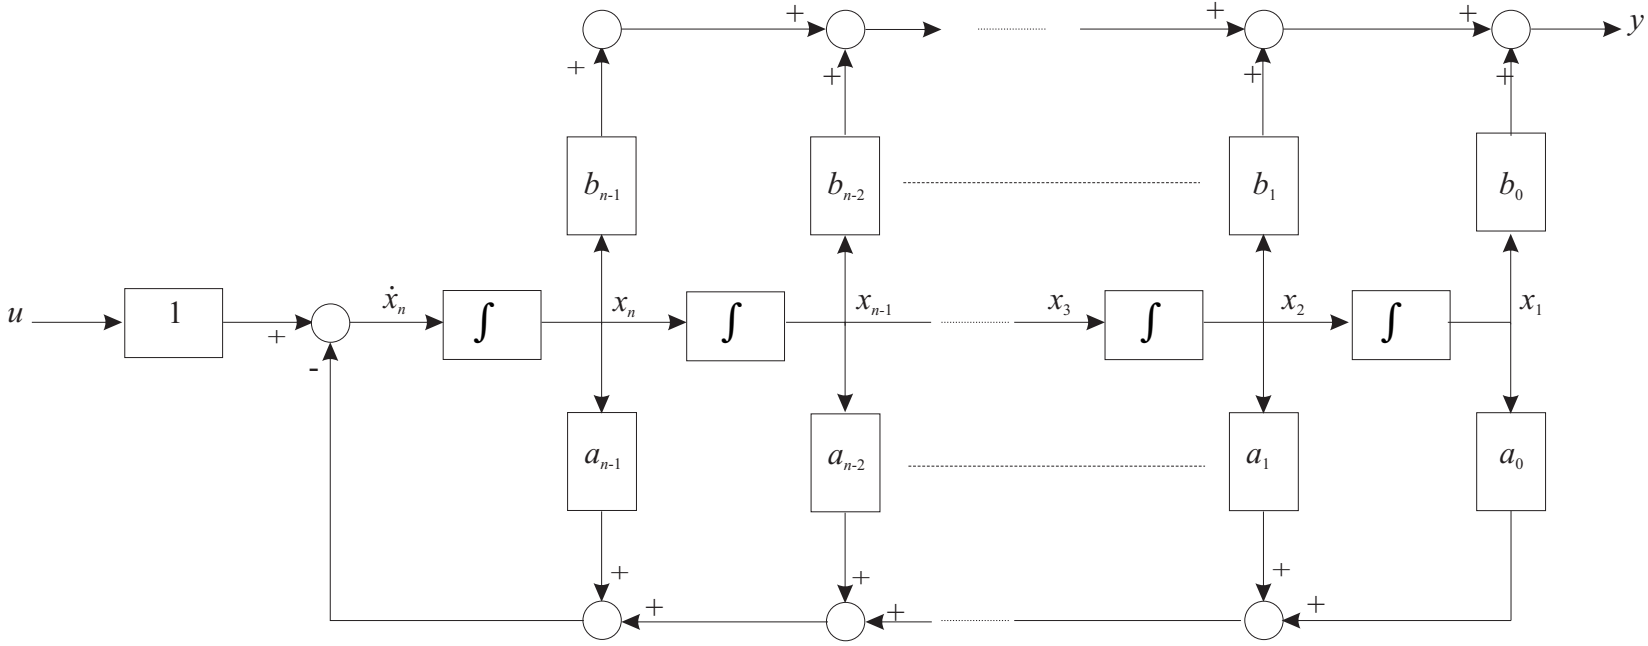 + + + y
+ + + +
b_{n-1} b_{n-2} b_1 b_0
u 1 + - ẋ_n ∫ x_n ∫ x_{n-1} x_3 ∫ x_2 ∫ x_1
a_{n-1} a_{n-2} a_1 a_0
+ + +
+ + +